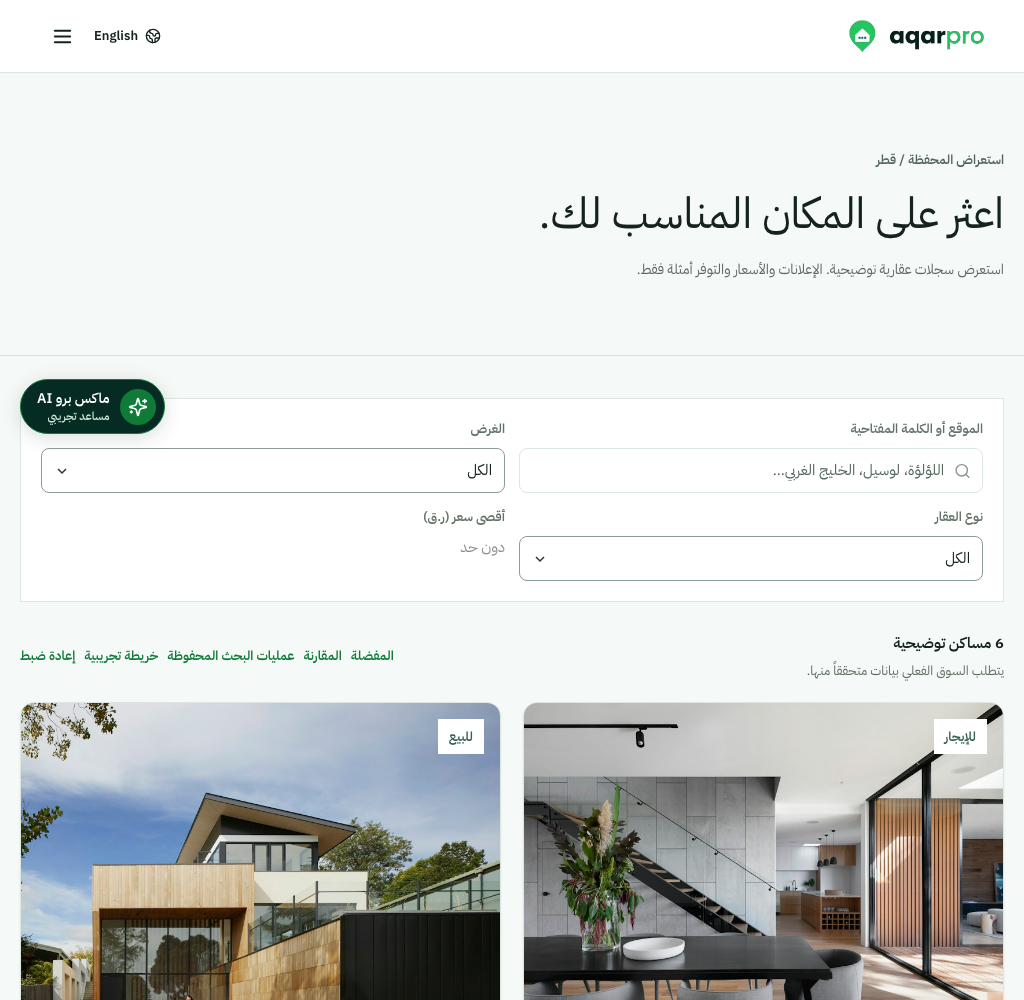 aqarpro
English
استعراض المحفظة / قطر
اعثر على المكان المناسب لك.
استعرض سجلات عقارية توضيحية. الإعلانات والأسعار والتوفر أمثلة فقط.
ماكس برو AI
مساعد تجريبي
الموقع أو الكلمة المفتاحية
الغرض
اللؤلؤة، لوسيل، الخليج الغربي...
الكل
نوع العقار
أقصى سعر (ر.ق)
الكل
دون حد
6 مساكن توضيحية
يتطلب السوق الفعلي بيانات متحققاً منها.
المفضلة المقارنة عمليات البحث المحفوظة خريطة تجريبية إعادة ضبط
للإيجار
للبيع